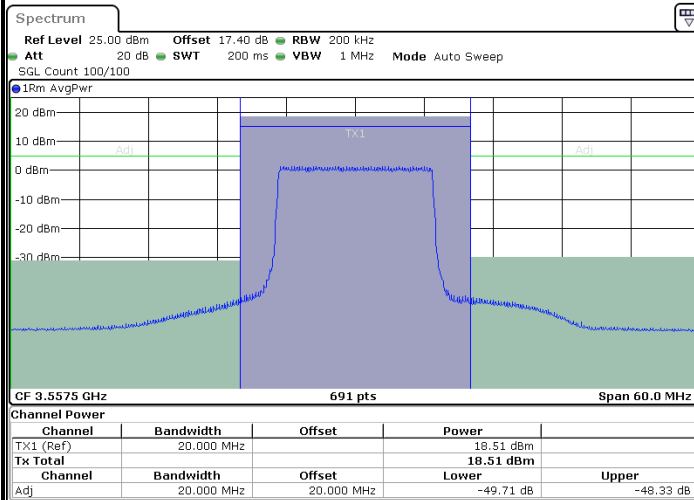 Spectrum
Ref Level 25.00 dBm Offset 17.40 dB RBW 200 kHz
Att 20 dB SWT 200 ms VBW 1 MHz Mode Auto Sweep
SGL Count 100/100
1Rm AvgPwr
20 dBm
TX1
10 dBm
Adj Adj
0 dBm
-10 dBm
-20 dBm
-30 dBm
CF 3.5575 GHz 691 pts Span 60.0 MHz
Channel Power
Channel Bandwidth Offset Power
TX1 (Ref) 20.000 MHz 18.51 dBm
Tx Total 18.51 dBm
Channel Bandwidth Offset Lower Upper
Adj 20.000 MHz 20.000 MHz -49.71 dB -48.33 dB